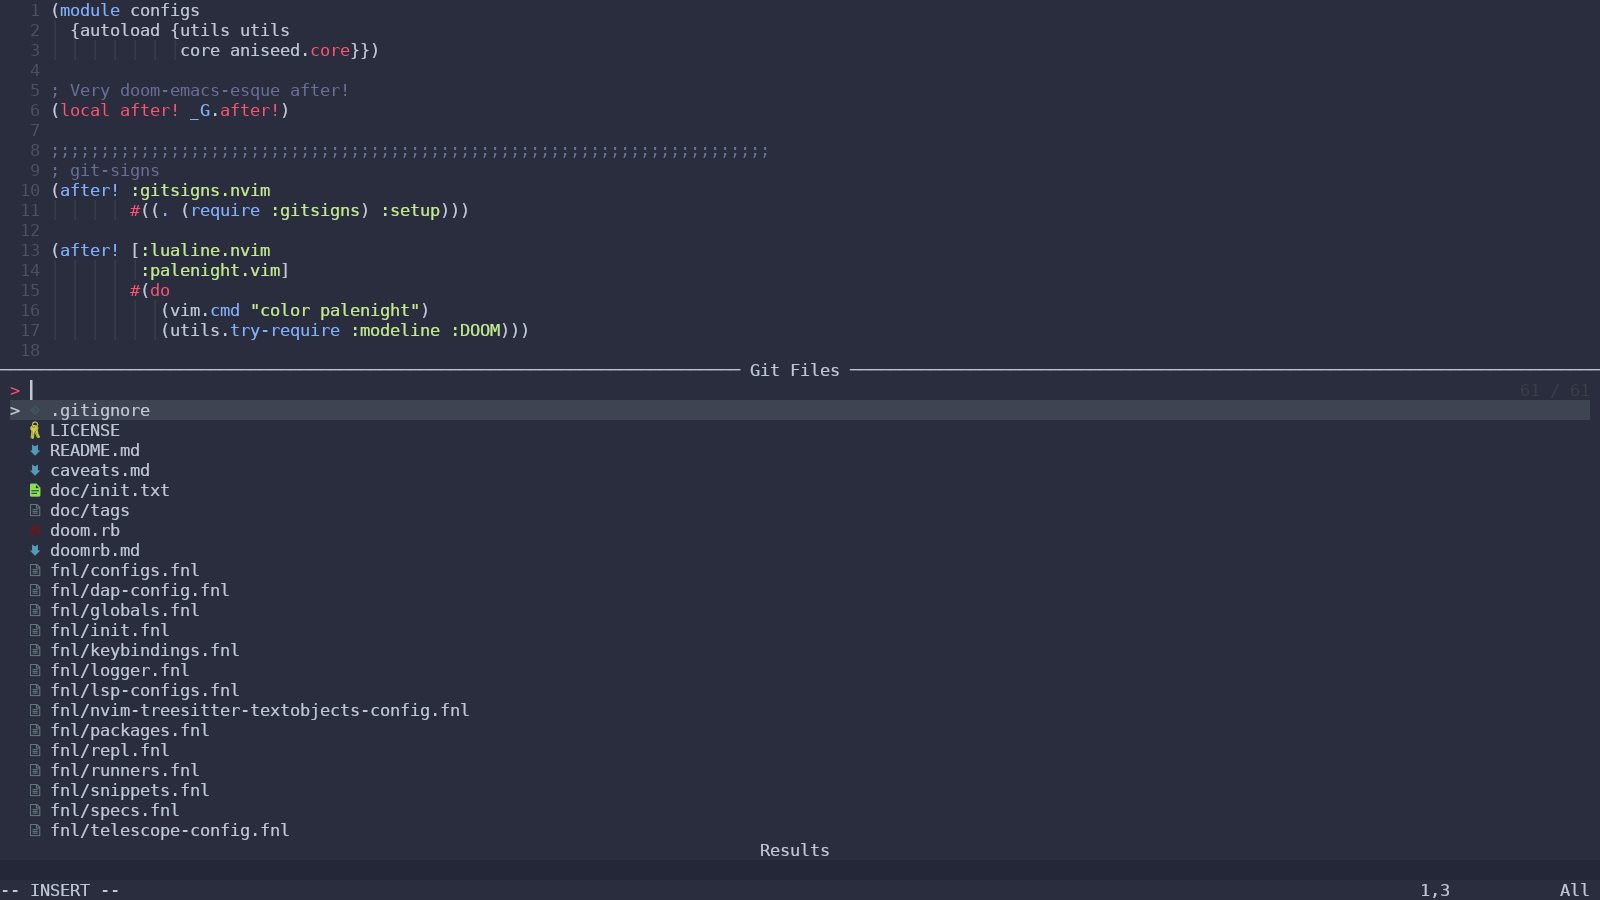 1 (module configs
2 {autoload {utils utils
3 core aniseed.core}})
4
5 ; Very doom-emacs-esque after!
6 (local after! _G.after!)
7
8 ;;;;;;;;;;;;;;;;;;;;;;;;;;;;;;;;;;;;;;;;;;;;;;;;;;;;;;;;;;;;;;;;;;;;;;;;
9 ; git-signs
10 (after! :gitsigns.nvim
11 #((. (require :gitsigns) :setup)))
12
13 (after! [:lualine.nvim
14 :palenight.vim]
15 #(do
16 (vim.cmd "color palenight")
17 (utils.try-require :modeline :DOOM)))
18
Git Files
> 61 / 61
> .gitignore
LICENSE
README.md
caveats.md
doc/init.txt
doc/tags
doom.rb
doomrb.md
fnl/configs.fnl
fnl/dap-config.fnl
fnl/globals.fnl
fnl/init.fnl
fnl/keybindings.fnl
fnl/logger.fnl
fnl/lsp-configs.fnl
fnl/nvim-treesitter-textobjects-config.fnl
fnl/packages.fnl
fnl/repl.fnl
fnl/runners.fnl
fnl/snippets.fnl
fnl/specs.fnl
fnl/telescope-config.fnl
Results
-- INSERT -- 1,3 All